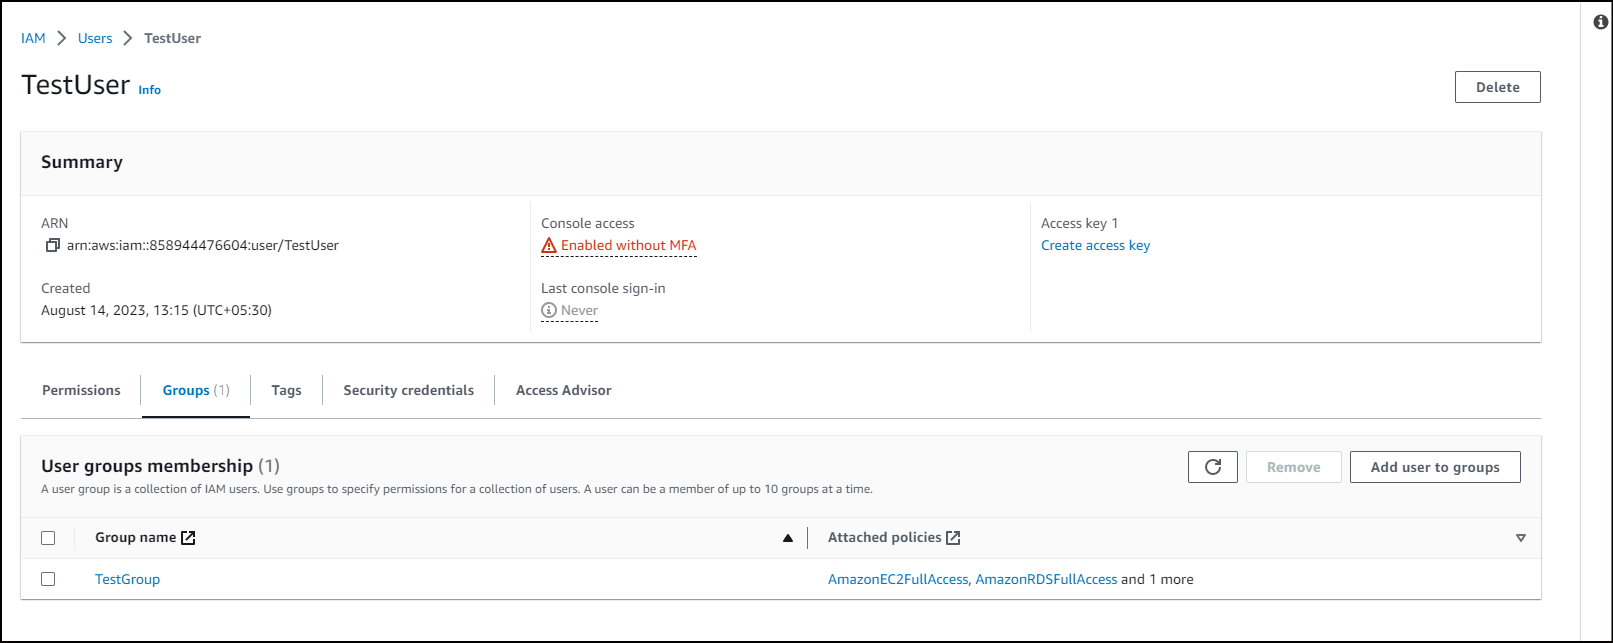 IAM > Users > TestUser
TestUser Info
Delete
Summary
ARN
arn:aws:iam::858944476604:user/TestUser
Created
August 14, 2023, 13:15 (UTC+05:30)
Console access
Enabled without MFA
Last console sign-in
Never
Access key 1
Create access key
Permissions
Groups (1)
Tags
Security credentials
Access Advisor
User groups membership (1)
Remove
Add user to groups
A user group is a collection of IAM users. Use groups to specify permissions for a collection of users. A user can be a member of up to 10 groups at a time.
Group name
Attached policies
TestGroup
AmazonEC2FullAccess, AmazonRDSFullAccess and 1 more